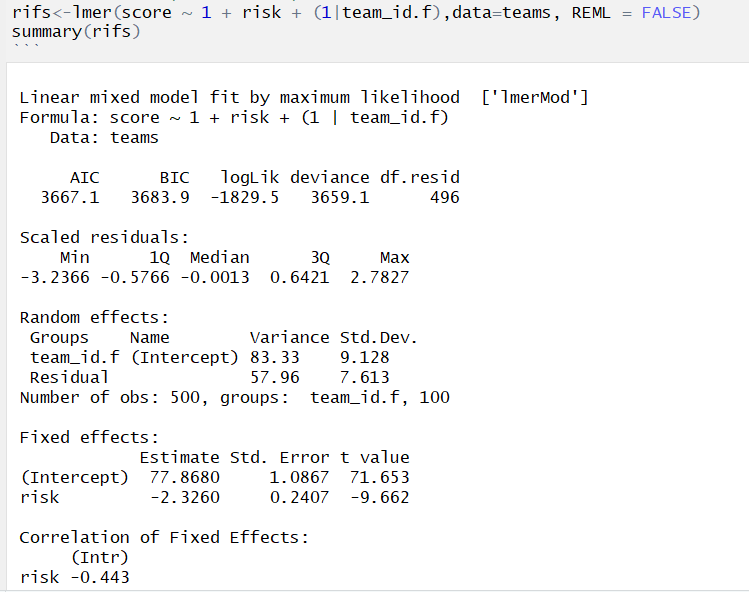 rifs<-lmer(score ~ 1 + risk + (1|team_id.f),data=teams, REML = FALSE)
summary(rifs)
```
Linear mixed model fit by maximum likelihood  ['lmerMod']
Formula: score ~ 1 + risk + (1 | team_id.f)
   Data: teams
     AIC      BIC   logLik deviance df.resid
  3667.1   3683.9  -1829.5   3659.1      496
Scaled residuals:
    Min      1Q  Median      3Q     Max
-3.2366 -0.5766 -0.0013  0.6421  2.7827
Random effects:
 Groups    Name        Variance Std.Dev.
 team_id.f (Intercept) 83.33    9.128
 Residual              57.96    7.613
Number of obs: 500, groups:  team_id.f, 100
Fixed effects:
            Estimate Std. Error t value
(Intercept)  77.8680     1.0867  71.653
risk         -2.3260     0.2407  -9.662
Correlation of Fixed Effects:
     (Intr)
risk -0.443